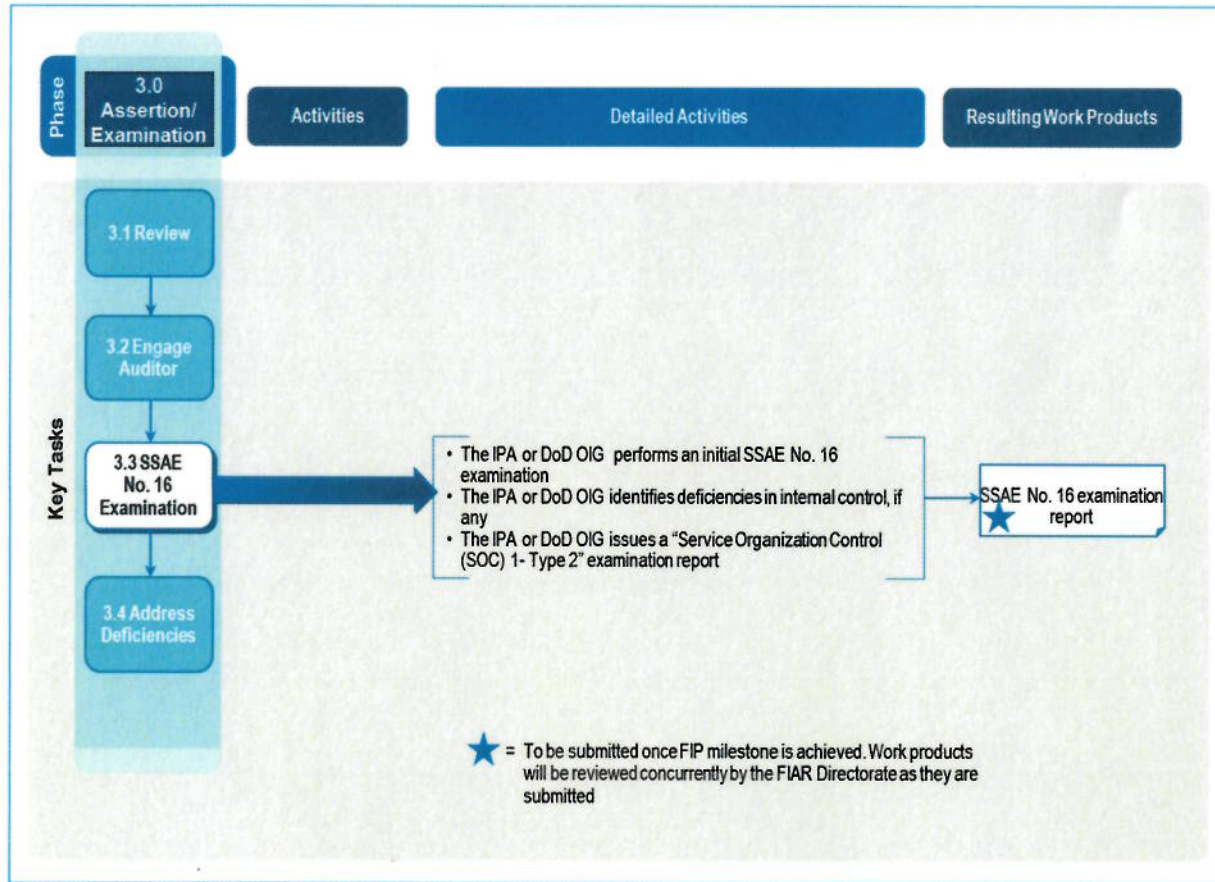 Phase
3.0
Assertion/
Examination
Activities
Detailed Activities
Resulting Work Products
Key Tasks
3.1 Review
3.2 Engage
Auditor
3.3 SSAE
No. 16
Examination
3.4 Address
Deficiencies
• The IPA or DoD OIG performs an initial SSAE No. 16
examination
• The IPA or DoD OIG identifies deficiencies in internal control, if
any
• The IPA or DoD OIG issues a “Service Organization Control
(SOC) 1- Type 2” examination report
SSAE No. 16 examination
report
= To be submitted once FIP milestone is achieved. Work products
will be reviewed concurrently by the FIAR Directorate as they are
submitted